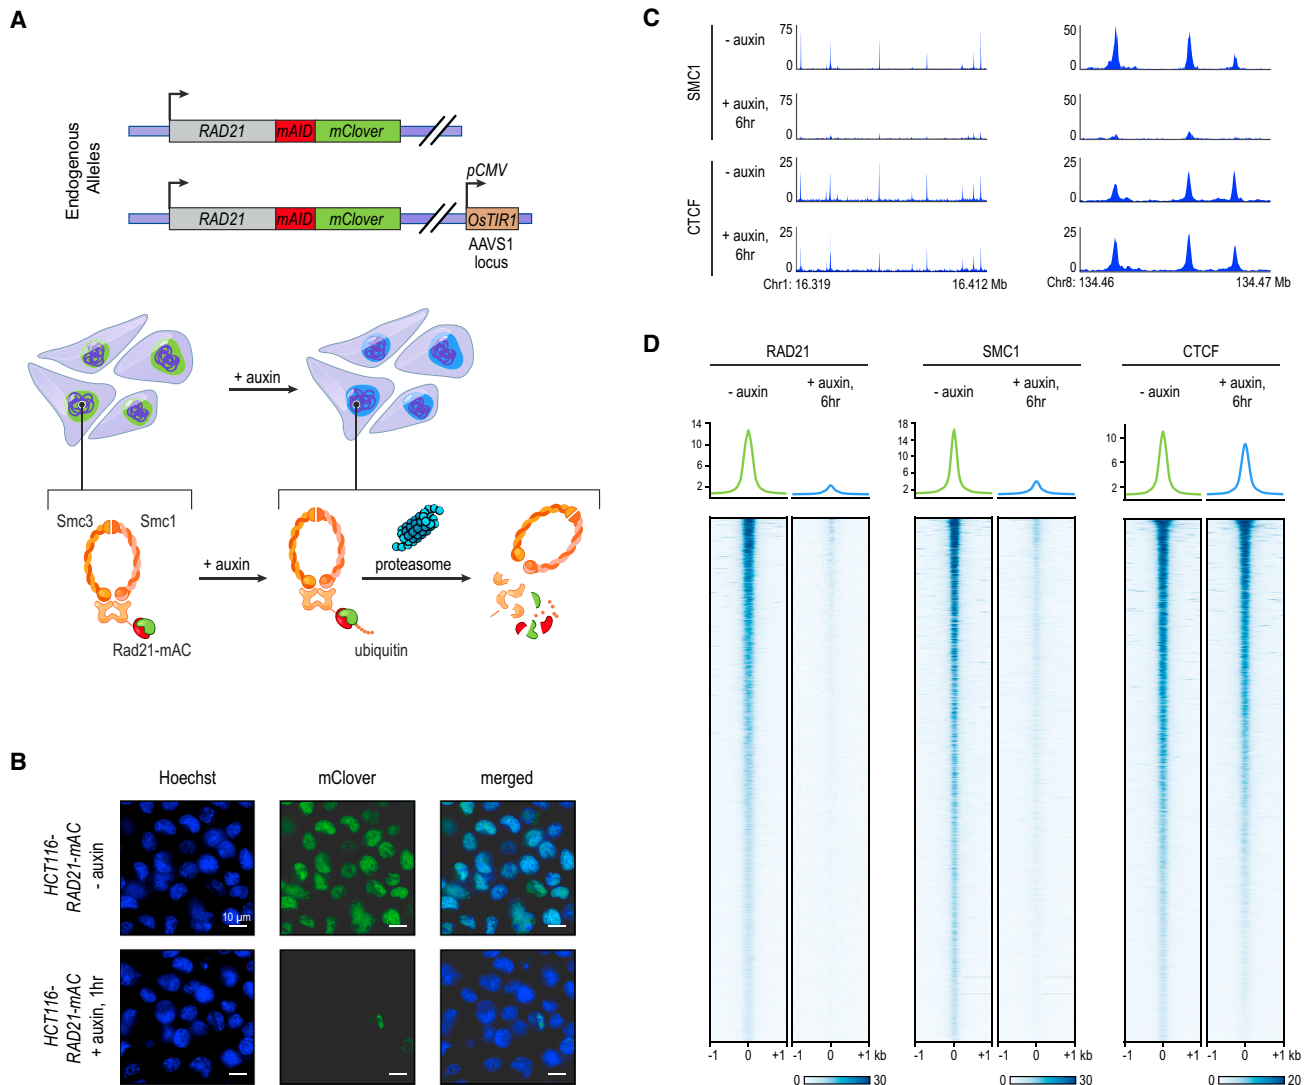 A
Endogenous
Alleles
RAD21 mAID mClover
pCMV
RAD21 mAID mClover OsTIR1
AAVS1
locus
+ auxin
Smc3 Smc1
+ auxin
proteasome
Rad21-mAC
ubiquitin
B
Hoechst mClover merged
HCT116-
RAD21-mAC
- auxin
10 µm
HCT116-
RAD21-mAC
+ auxin, 1hr
C
SMC1
- auxin
75
0
50
0
+ auxin,
6hr
75
0
50
0
CTCF
- auxin
25
0
25
0
+ auxin,
6hr
25
0
25
0
Chr1: 16.319 16.412 Mb
Chr8: 134.46 134.47 Mb
D
RAD21 SMC1 CTCF
- auxin + auxin,
6hr
- auxin + auxin,
6hr
- auxin + auxin,
6hr
14
10
6
2
18
14
10
6
2
10
6
2
-1 0 +1 -1 0 +1 kb
-1 0 +1 -1 0 +1 kb
-1 0 +1 -1 0 +1 kb
0 30
0 30
0 20